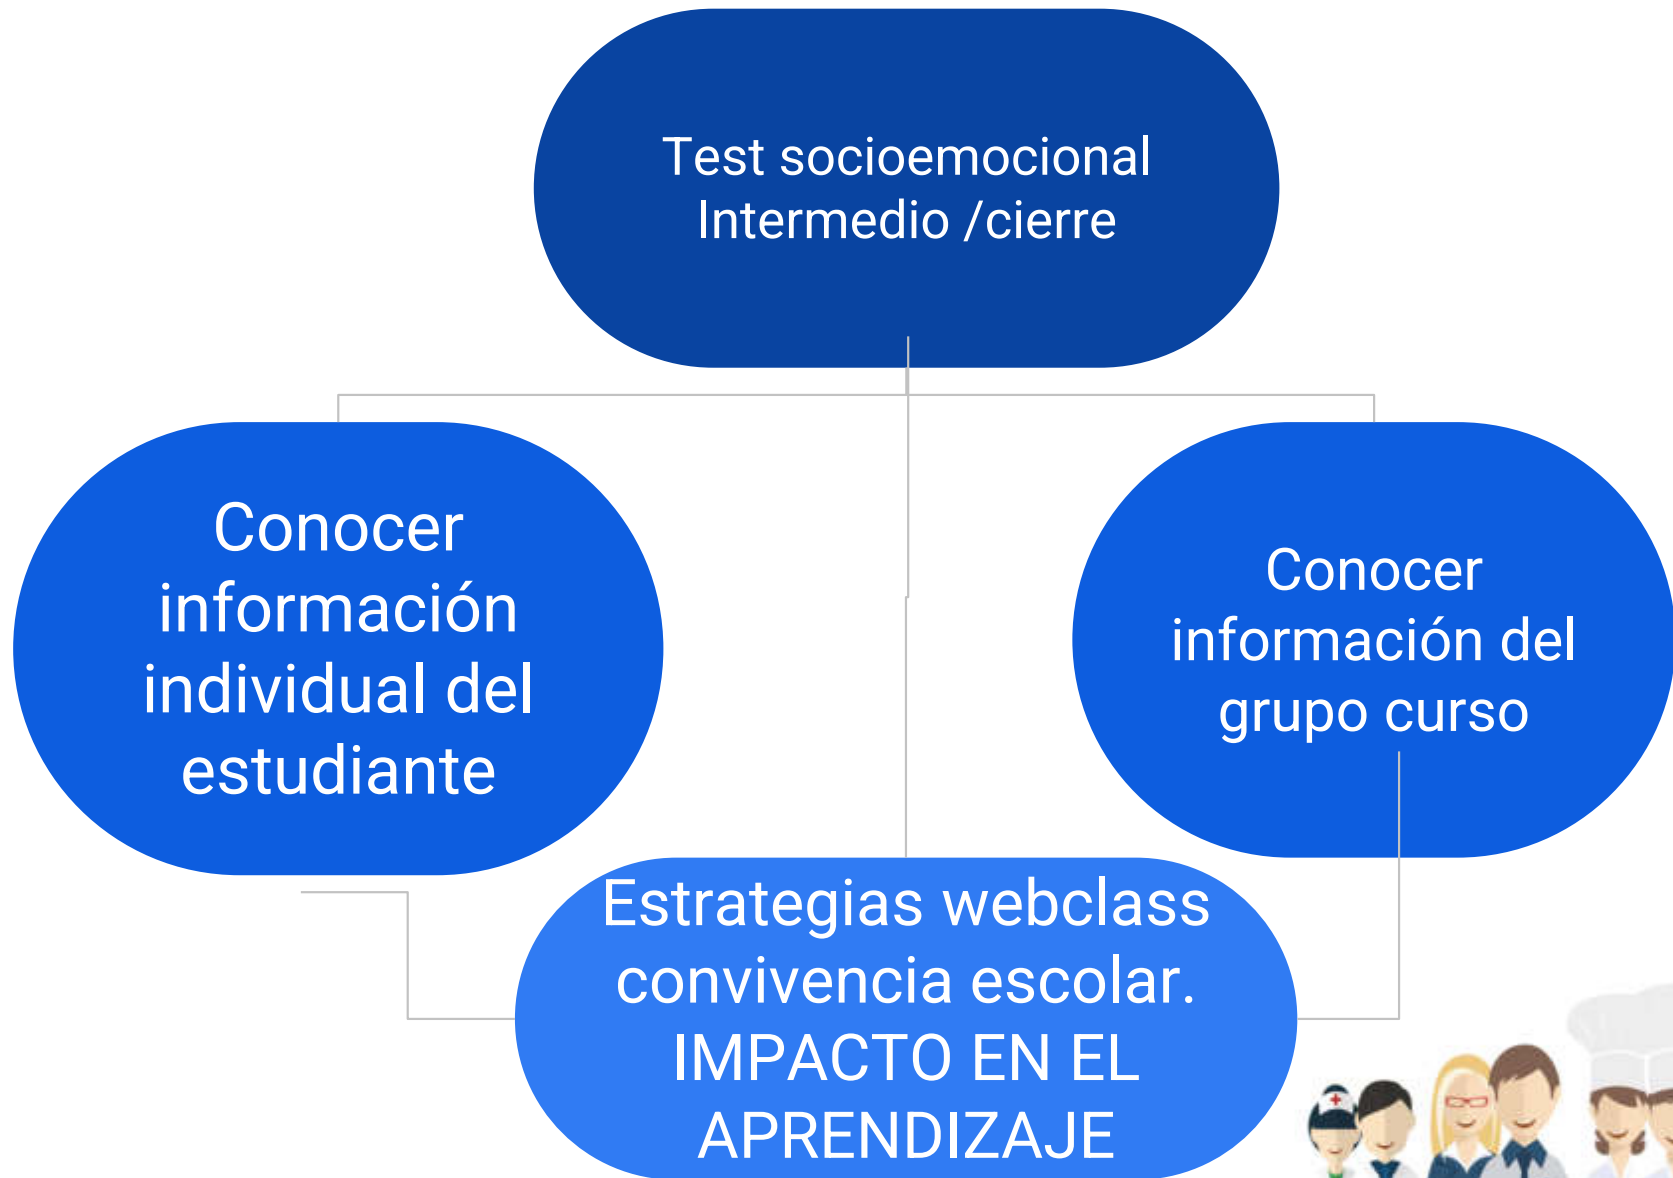 Test socioemocional
Intermedio /cierre
Conocer
información
individual del
estudiante
Conocer
información del
grupo curso
Estrategias webclass
convivencia escolar.
IMPACTO EN EL
APRENDIZAJE